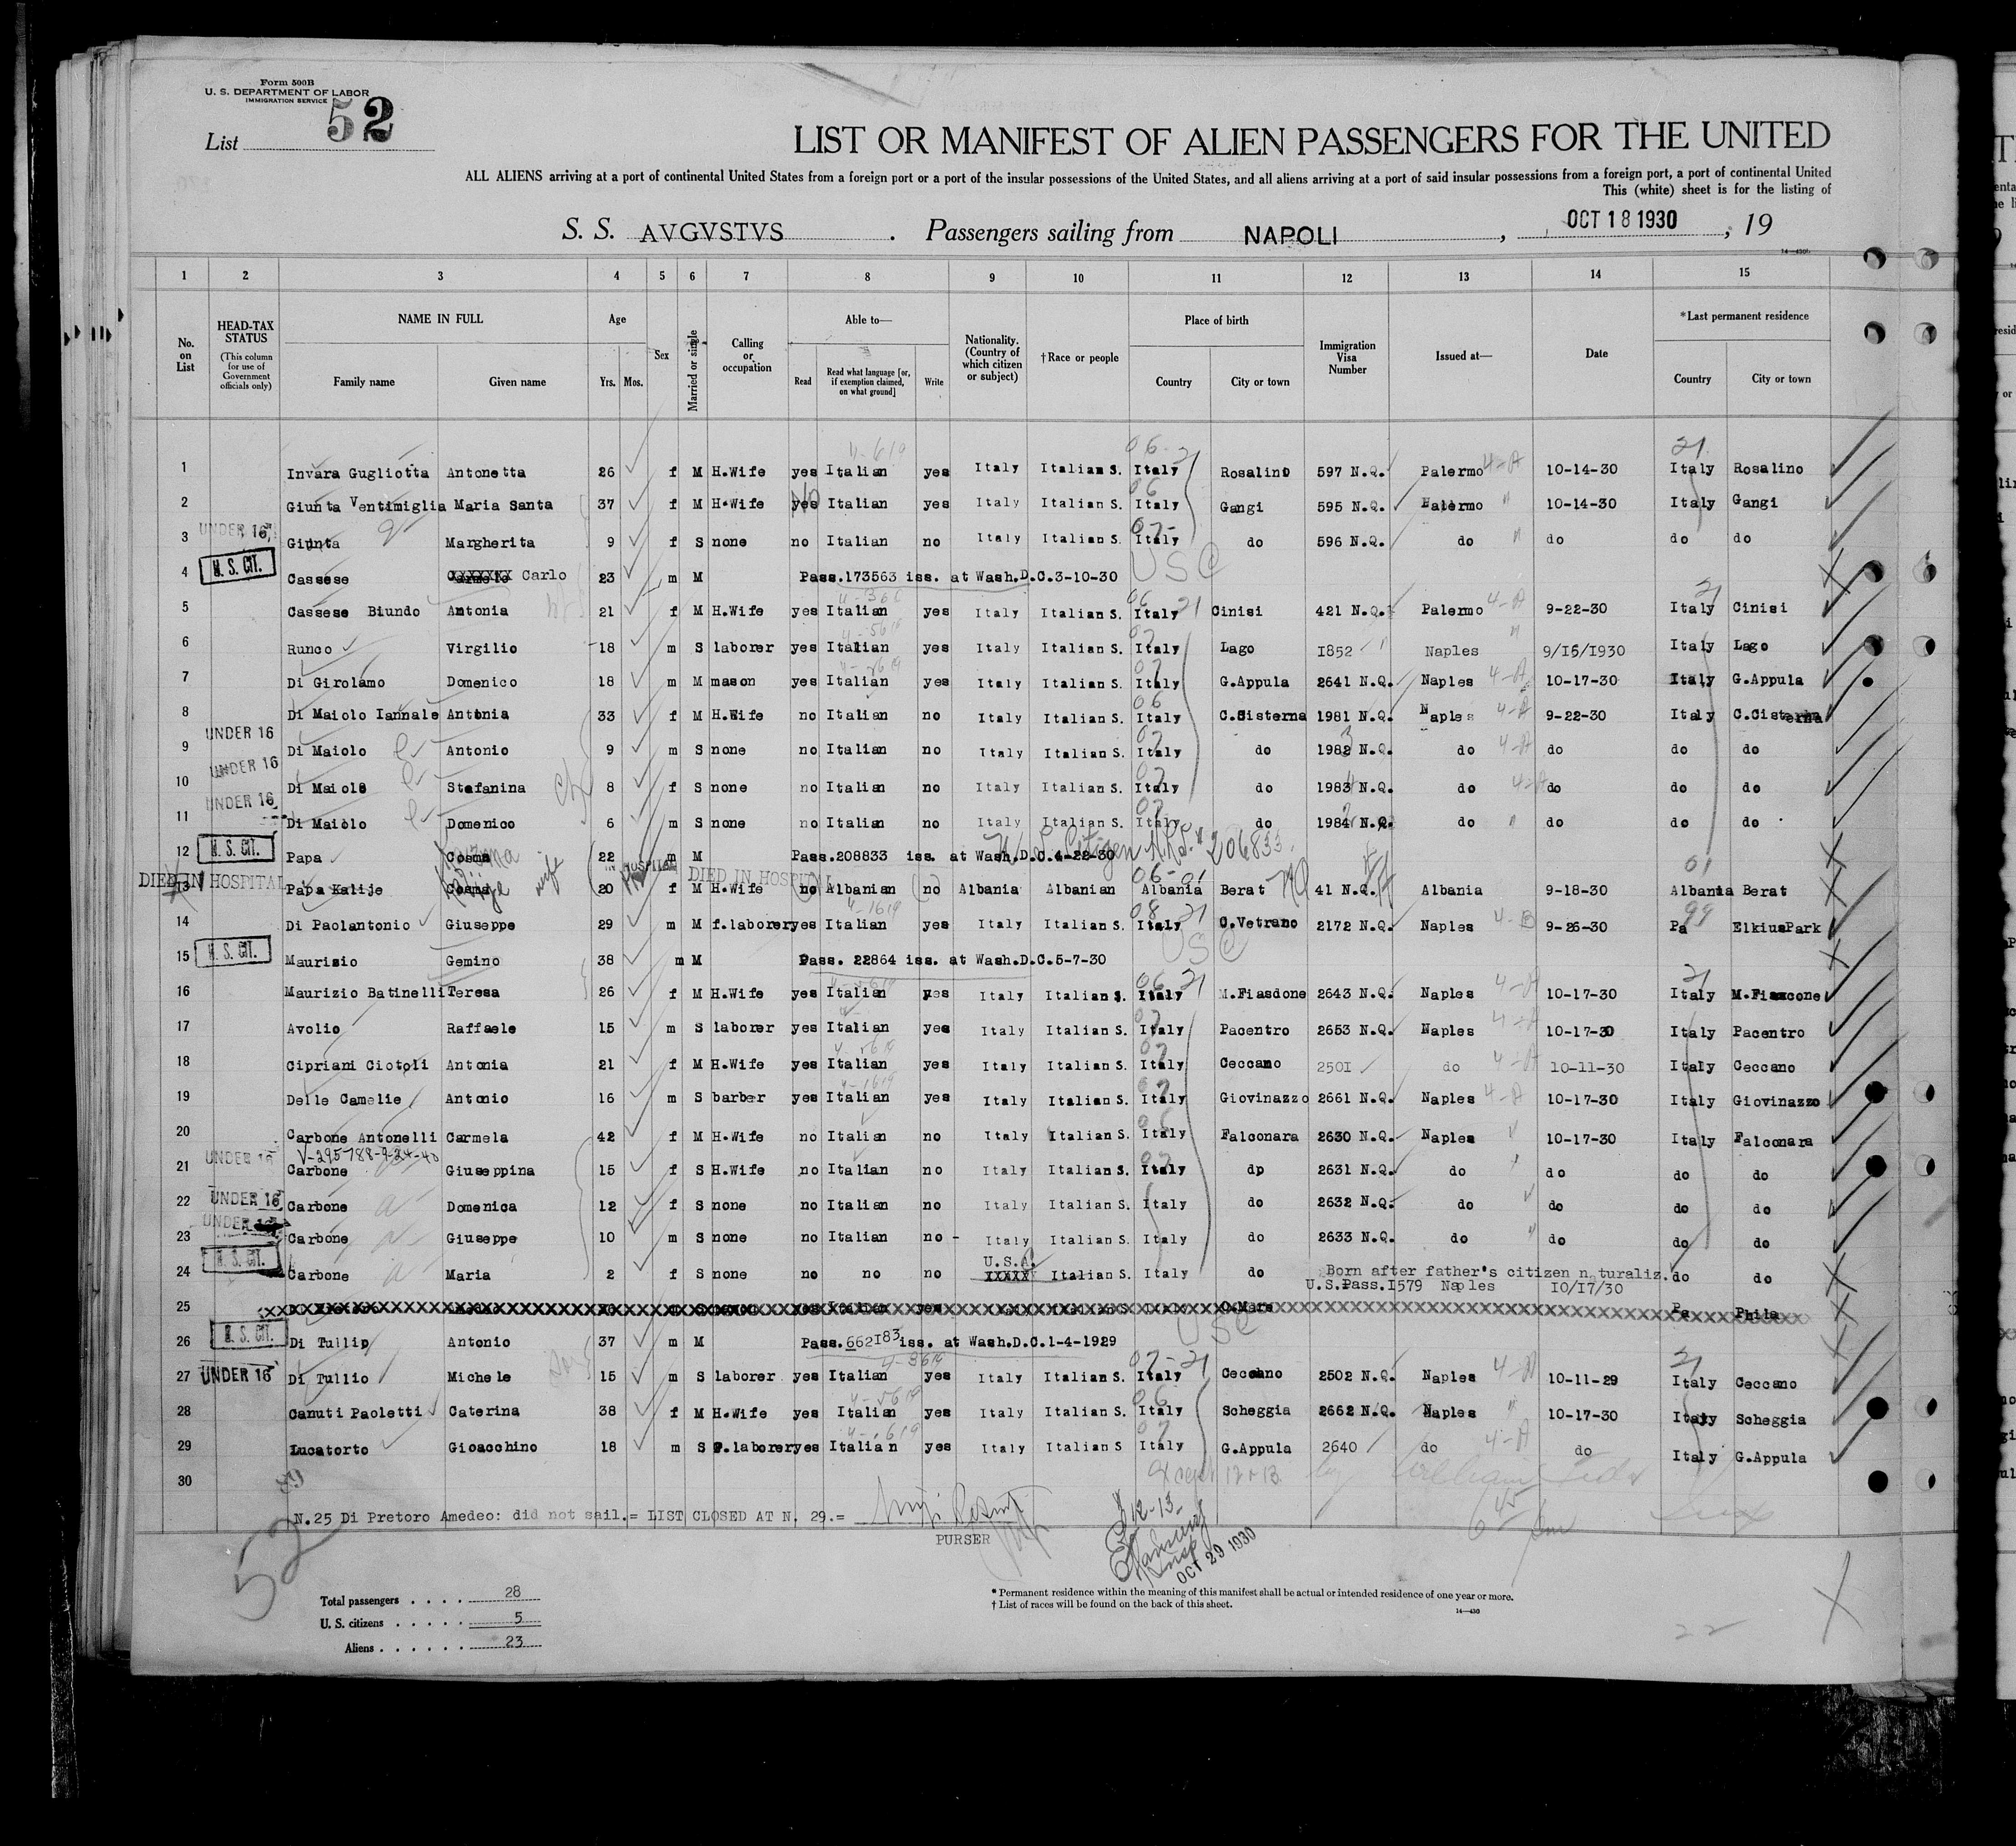 Form 500B
U. S. DEPARTMENT OF LABOR
IMMIGRATION SERVICE
List 52
LIST OR MANIFEST OF ALIEN PASSENGERS FOR THE UNITED
ALL ALIENS arriving at a port of continental United States from a foreign port or a port of the insular possessions of the United States, and all aliens arriving at a port of said insular possessions from a foreign port, a port of continental United
This (white) sheet is for the listing of
S. S. AVGVSTVS. Passengers sailing from NAPOLI, OCT 18 1930, 19
1 2 3 4 5 6 7 8 9 10 11 12 13 14 15
No. on List HEAD-TAX STATUS (This column for use of Government officials only) NAME IN FULL Family name Given name Age Yrs. Mos. Sex Married or single Calling or occupation Able to— Read Read what language [or, if exemption claimed, on what ground] Write Nationality. (Country of which citizen or subject) †Race or people Place of birth Country City or town Immigration Visa Number Issued at— Date *Last permanent residence Country City or town
1 Invara Gugliotta Antonetta 26 f M H.Wife yes Italian yes Italy Italian S. Italy Rosalino 597 N.Q. Palermo 4-A 10-14-30 Italy Rosalino
2 Giunta Ventimiglia Maria Santa 37 f M H.Wife yes No Italian yes Italy Italian S. Italy Gangi 595 N.Q. Palermo 10-14-30 Italy Gangi
3 UNDER 16 Giunta Margherita 9 f S none no Italian no Italy Italian S. Italy do 596 N.Q. do do do do
4 U. S. CIT. Cassese Carlo 23 m M Pass.173563 iss. at Wash.D.C.3-10-30 USC
5 Cassese Biundo Antonia 21 f M H.Wife yes Italian yes Italy Italian S. Italy Cinisi 421 N.Q. Palermo 4-A 9-22-30 Italy Cinisi
6 Runco Virgilio 18 m S laborer yes Italian yes Italy Italian S. Italy Lago 1852 Naples 9/15/1930 Italy Lago
7 Di Girolamo Domenico 18 m M mason yes Italian yes Italy Italian S. Italy G.Appula 2641 N.Q. Naples 4-A 10-17-30 Italy G.Appula
8 Di Maiolo Iannale Antonia 33 f M H.Wife no Italian no Italy Italian S. Italy C.Cisterna 1981 N.Q. Naples 4-A 9-22-30 Italy C.Cisterna
9 UNDER 16 Di Maiolo Antonio 9 m S none no Italian no Italy Italian S. Italy do 1982 N.Q. do 4-A do do do
10 UNDER 16 Di Maiolo Stefanina 8 f S none no Italian no Italy Italian S. Italy do 1983 N.Q. do 4-A do do do
11 UNDER 16 Di Maiolo Domenico 6 m S none no Italian no Italy Italian S. Italy do 1984 N.Q. do do do do
12 U. S. CIT. Papa Cosma 22 m M Pass.208833 iss. at Wash.D.C.4-22-30
13 DIED IN HOSPITAL Papa Kalije wife 20 f M H.Wife DIED IN HOSPITAL no Albanian no Albania Albanian Albania Berat 41 N.Q. Albania 9-18-30 Albania Berat
14 Di Paolantonio Giuseppe 29 m M f.laborer yes Italian yes Italy Italian S. Italy C.Vetrano 2172 N.Q. Naples 4-B 9-26-30 Pa ElkiusPark
15 U. S. CIT. Maurisio Gemino 38 m M Pass. 22864 iss. at Wash.D.C.5-7-30 USC
16 Maurizio Batinelli Teresa 26 f M H.Wife yes Italian yes Italy Italian S. Italy M.Fiasdone 2643 N.Q. Naples 4-A 10-17-30 Italy M.Fiascone
17 Avolio Raffaele 15 m S laborer yes Italian yes Italy Italian S. Italy Pacentro 2653 N.Q. Naples 4-A 10-17-30 Italy Pacentro
18 Cipriani Ciotoli Antonia 21 f M H.Wife yes Italian yes Italy Italian S. Italy Ceccano 2501 do 4-A 10-11-30 Italy Ceccano
19 Delle Camelie Antonio 16 m S barber yes Italian yes Italy Italian S. Italy Giovinazzo 2661 N.Q. Naples 4-A 10-17-30 Italy Giovinazzo
20 Carbone Antonelli Carmela 42 f M H.Wife no Italian no Italy Italian S. Italy Falconara 2630 N.Q. Naples 10-17-30 Italy Falconara
V-295788-9-24-40
21 UNDER 16 Carbone Giuseppina 15 f S H.Wife no Italian no Italy Italian S. Italy dp 2631 N.Q. do do do do
22 UNDER 16 Carbone Domenica 12 f S none no Italian no Italy Italian S. Italy do 2632 N.Q. do do do do
23 UNDER 16 Carbone Giuseppe 10 m S none no Italian no - Italy Italian S. Italy do 2633 N.Q. do do do do
24 U. S. CIT. Carbone Maria 2 f S none no no no U.S.A. XXXXX Italian S. Italy do Born after father's citizen n turaliz. do do
U.S.Pass.1579 Naples 10/17/30
25 C.Mare Pa Phila
26 U. S. CIT. Di Tullip Antonio 37 m M Pass.662183 iss. at Wash.D.C.1-4-1929 USC
27 UNDER 16 Di Tullio Michele 15 m S laborer yes Italian yes Italy Italian S. Italy Ceccano 2502 N.Q. Naples 4-A 10-11-29 Italy Ceccano
28 Canuti Paoletti Caterina 38 f M H.Wife yes Italian yes Italy Italian S. Italy Scheggia 2662 N.Q. Naples 10-17-30 Italy Scheggia
29 Lucatorto Gioacchino 18 m S F.laborer yes Italian yes Italy Italian S Italy G.Appula 2640 do 4-A do Italy G.Appula
30
N.25 Di Pretoro Amedeo: did not sail.= LIST CLOSED AT N. 29.=
PURSER
12-13
OCT 29 1930
52
Total passengers . . . . 28
U. S. citizens . . . . . 5
Aliens . . . . . . 23
* Permanent residence within the meaning of this manifest shall be actual or intended residence of one year or more.
† List of races will be found on the back of this sheet.
14—430